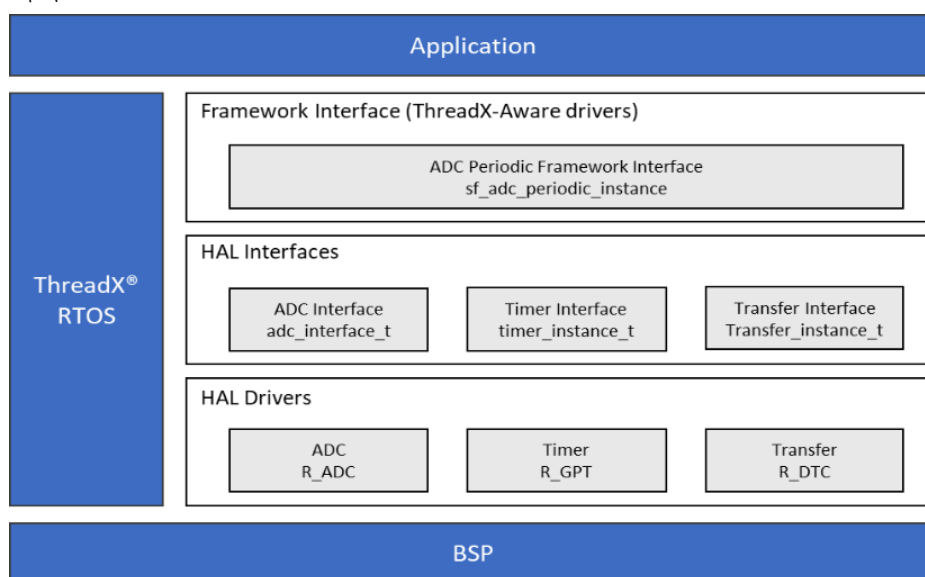 Application
ThreadX®
RTOS
Framework Interface (ThreadX-Aware drivers)
ADC Periodic Framework Interface
sf_adc_periodic_instance
HAL Interfaces
ADC Interface
adc_interface_t
Timer Interface
timer_instance_t
Transfer Interface
Transfer_instance_t
HAL Drivers
ADC
R_ADC
Timer
R_GPT
Transfer
R_DTC
BSP